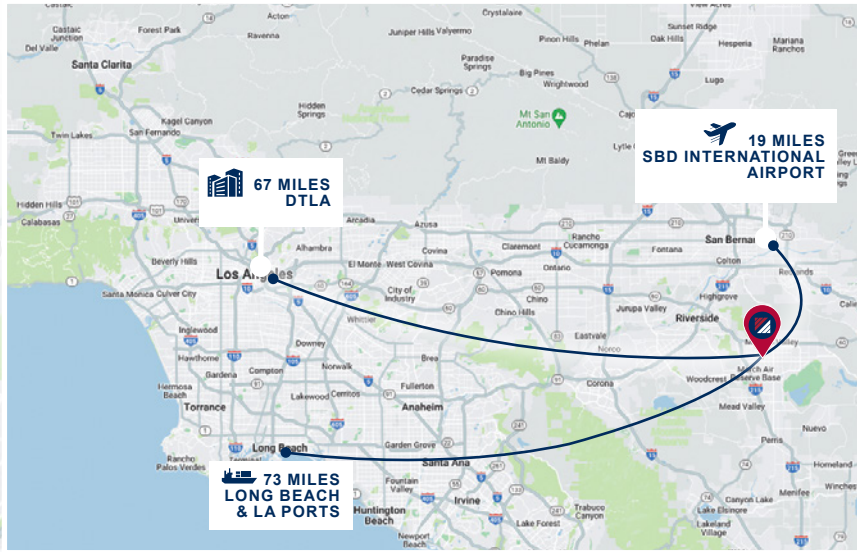 Castaic
Castaic Junction
Forest Park
Acton
Crystalaire
Sunset Ridge
View Acres
Ravenna
Juniper Hills
Valyermo
Pinon Hills
Phelan
Oak Hills
Hesperia
Mariana Ranchos
Del Valle
Santa Clarita
Paradise Springs
Big Pines
Wrightwood
Lugo
Hidden Springs
Cedar Springs
Kagel Canyon
San Fernando
Twin Lakes
Mt San Antonio
Mt Baldy
19 MILES
SBD INTERNATIONAL
AIRPORT
67 MILES
DTLA
Hidden Hills
Calabasas
Arcadia
Azusa
Alhambra
Covina
Claremont
Rancho Cucamonga
Fontana
San Bernar
Colton
Redlands
Beverly Hills
Los Angeles
El Monte
West Covina
Pomona
Ontario
Highgrove
Santa Monica
Culver City
City of Industry
Chino
Chino Hills
Jurupa Valley
Riverside
Whittier
Eastvale
Inglewood
Downey
Norco
Hawthorne
Compton
Norwalk
Brea
Corona
Woodcrest
March Air Reserve Base
Gardena
Hermosa Beach
Lakewood
Cerritos
Fullerton
Mead Valley
Torrance
Anaheim
Nuevo
Perris
Rancho Palos Verdes
Long Beach
Garden Grove
Santa Ana
Homeland
73 MILES
LONG BEACH
& LA PORTS
Fountain Valley
Irvine
Huntington Beach
Trabuco Canyon
Lake Forest
Newport Beach
Canyon Lake
Menifee
Winches
Lake Elsinore
Lakeland Village